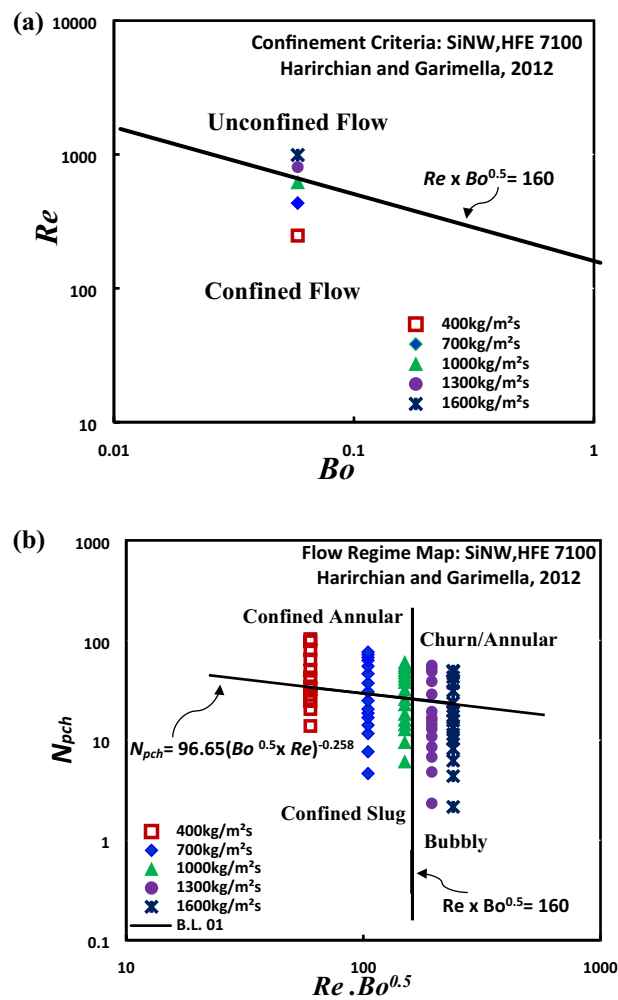 (a)
10000
1000
100
10
Re
Confinement Criteria: SiNW,HFE 7100
Harirchian and Garimella, 2012
Unconfined Flow
Re x Bo^0.5= 160
Confined Flow
400kg/m²s
700kg/m²s
1000kg/m²s
1300kg/m²s
1600kg/m²s
0.01
0.1
1
Bo
(b)
1000
100
10
1
0.1
Npch
Flow Regime Map: SiNW,HFE 7100
Harirchian and Garimella, 2012
Confined Annular
Churn/Annular
Npch= 96.65(Bo ^0.5x Re)^-0.258
Confined Slug
Bubbly
400kg/m²s
700kg/m²s
1000kg/m²s
1300kg/m²s
1600kg/m²s
B.L. 01
Re x Bo^0.5= 160
10
100
1000
Re .Bo^0.5